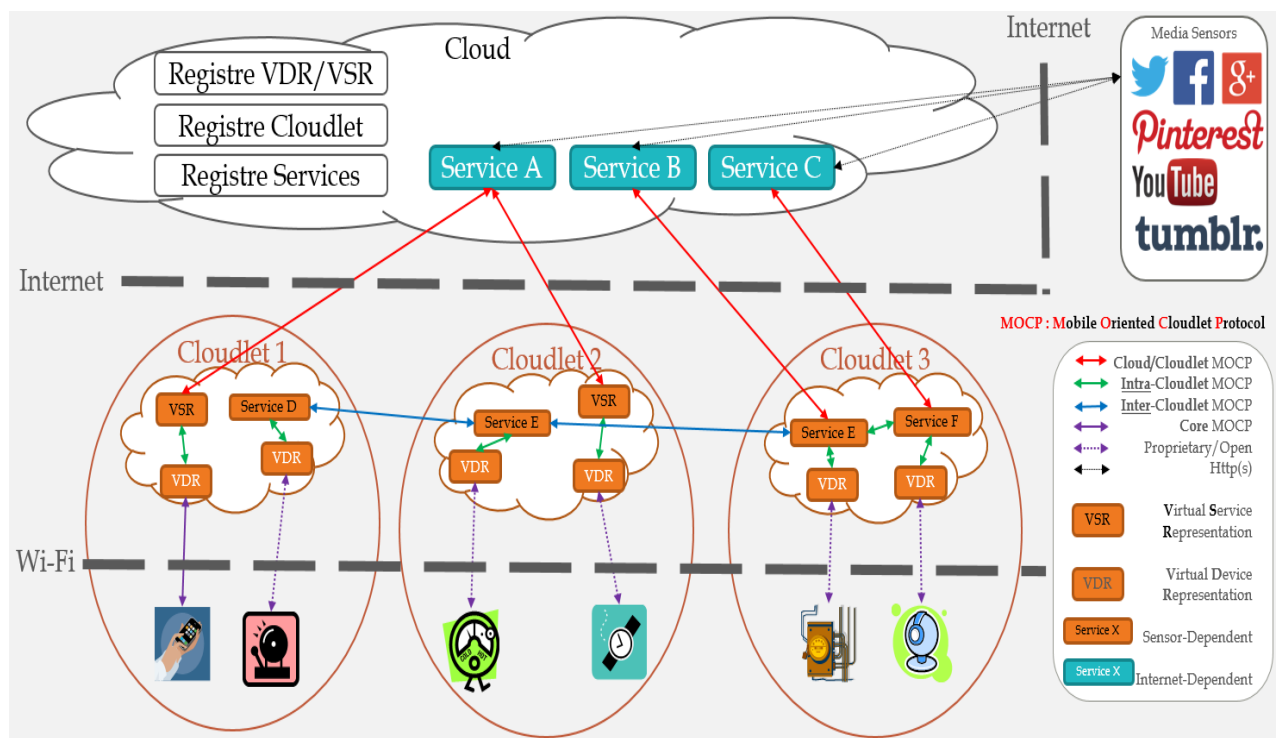 Cloud
Internet
Media Sensors
g+
Pinterest
YouTube
tumblr.
Registre VDR/VSR
Registre Cloudlet
Registre Services
Service A
Service B
Service C
Internet
MOCP : Mobile Oriented Cloudlet Protocol
Cloudlet 1
Cloudlet 2
Cloudlet 3
VSR
Service D
VDR
VDR
VSR
Service E
VDR
VDR
Service E
Service F
VDR
VDR
Cloud/Cloudlet MOCP
Intra-Cloudlet MOCP
Inter-Cloudlet MOCP
Core MOCP
Proprietary/Open
Http(s)
VSR
Virtual Service
Representation
VDR
Virtual Device
Representation
Service X
Sensor-Dependent
Service X
Internet-Dependent
Wi-Fi
COLD HOT